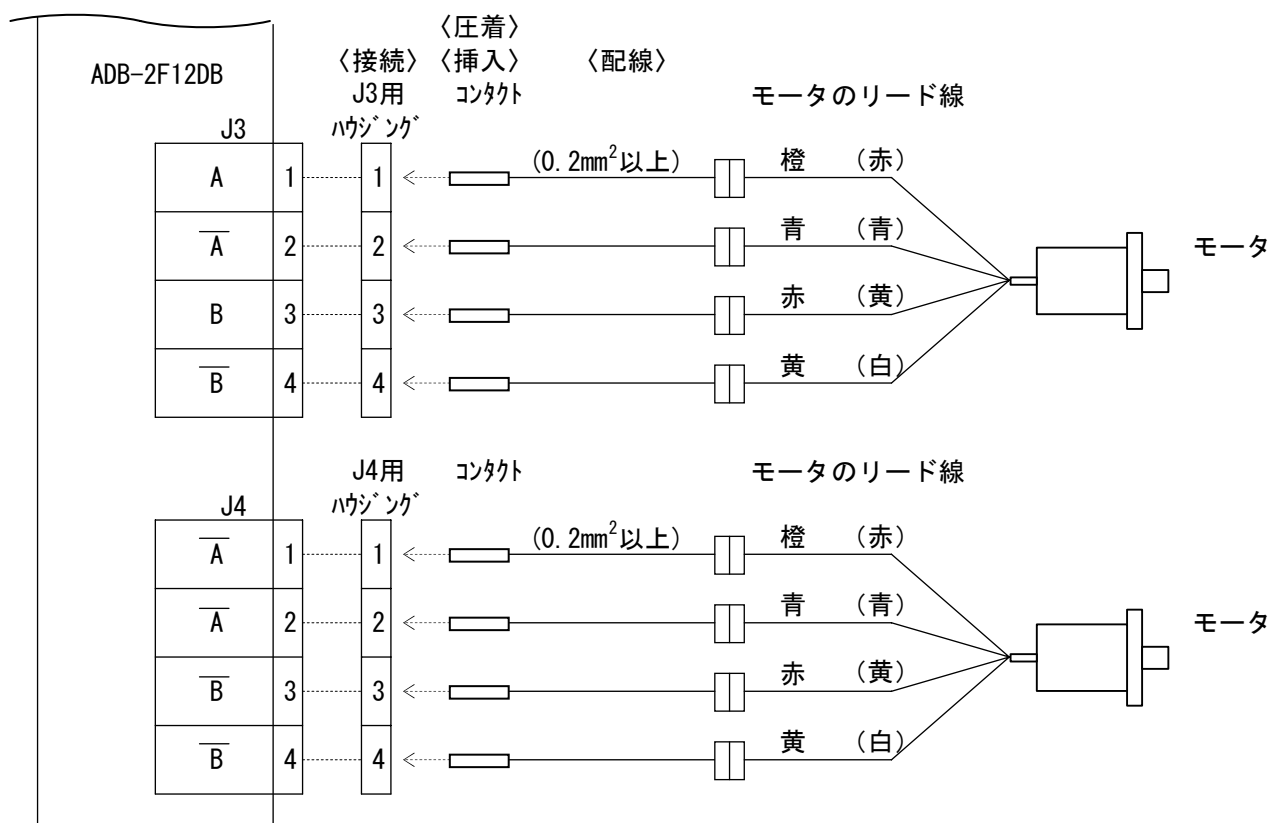 〈圧着〉
〈接続〉 〈挿入〉 〈配線〉
ADB-2F12DB
J3用 ｺﾝﾀｸﾄ モータのリード線
J3 ﾊｳｼﾞﾝｸﾞ
A 1 1 (0.2mm²以上) 橙 (赤)
A̅ 2 2 青 (青)
モータ
B 3 3 赤 (黄)
B̅ 4 4 黄 (白)
J4用 ｺﾝﾀｸﾄ モータのリード線
J4 ﾊｳｼﾞﾝｸﾞ
A̅ 1 1 (0.2mm²以上) 橙 (赤)
A̅ 2 2 青 (青)
モータ
B̅ 3 3 赤 (黄)
B̅ 4 4 黄 (白)